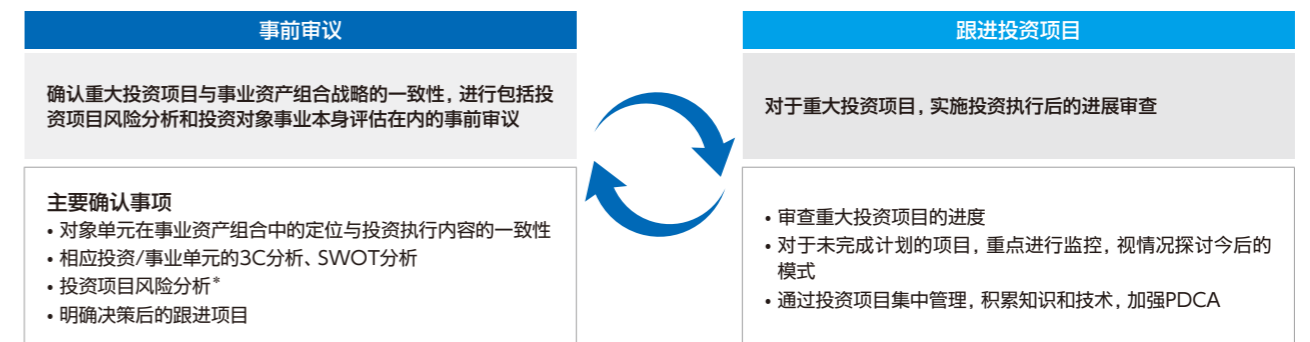 事前审议
确认重大投资项目与事业资产组合战略的一致性，进行包括投
资项目风险分析和投资对象事业本身评估在内的事前审议
主要确认事项
• 对象单元在事业资产组合中的定位与投资执行内容的一致性
• 相应投资/事业单元的3C分析、SWOT分析
• 投资项目风险分析*
• 明确决策后的跟进项目
跟进投资项目
对于重大投资项目，实施投资执行后的进展审查
• 审查重大投资项目的进度
• 对于未完成计划的项目，重点进行监控，视情况探讨今后的
模式
• 通过投资项目集中管理，积累知识和技术，加强PDCA